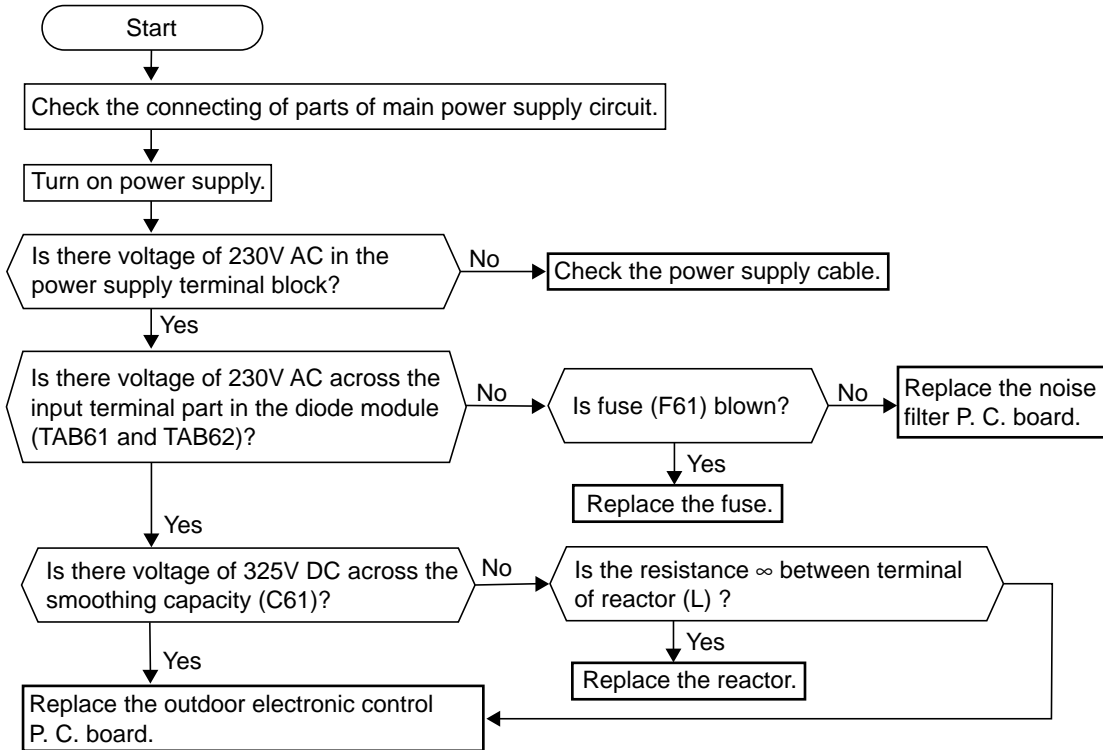 Start
Check the connecting of parts of main power supply circuit.
Turn on power supply.
Is there voltage of 230V AC in the
power supply terminal block?
No
Check the power supply cable.
Yes
Is there voltage of 230V AC across the
input terminal part in the diode module
(TAB61 and TAB62)?
No
Is fuse (F61) blown?
No
Replace the noise
filter P. C. board.
Yes
Replace the fuse.
Yes
Is there voltage of 325V DC across the
smoothing capacity (C61)?
No
Is the resistance ∞ between terminal
of reactor (L) ?
Yes
Replace the reactor.
Yes
Replace the outdoor electronic control
P. C. board.